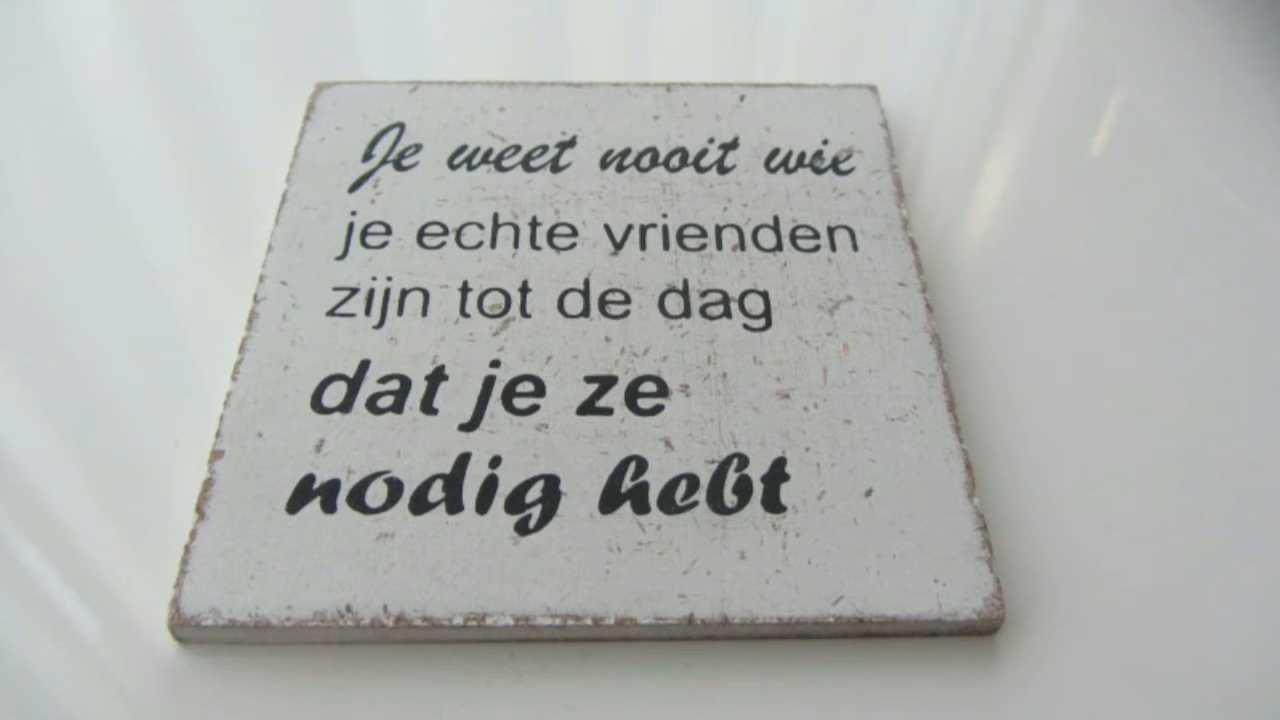 Je weet nooit wie
je echte vrienden
zijn tot de dag
dat je ze
nodig hebt